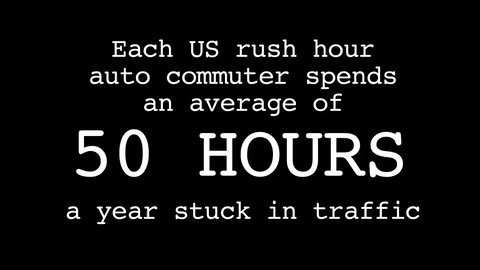 Each US rush hour
auto commuter spends
an average of
50 HOURS
a year stuck in traffic